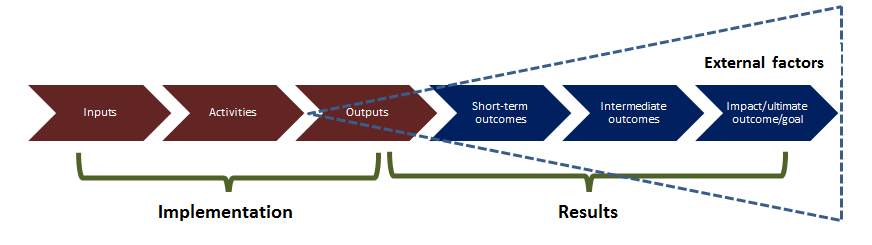 External factors
Inputs
Activities
Outputs
Short-term
outcomes
Intermediate
outcomes
Impact/ultimate
outcome/goal
Implementation
Results